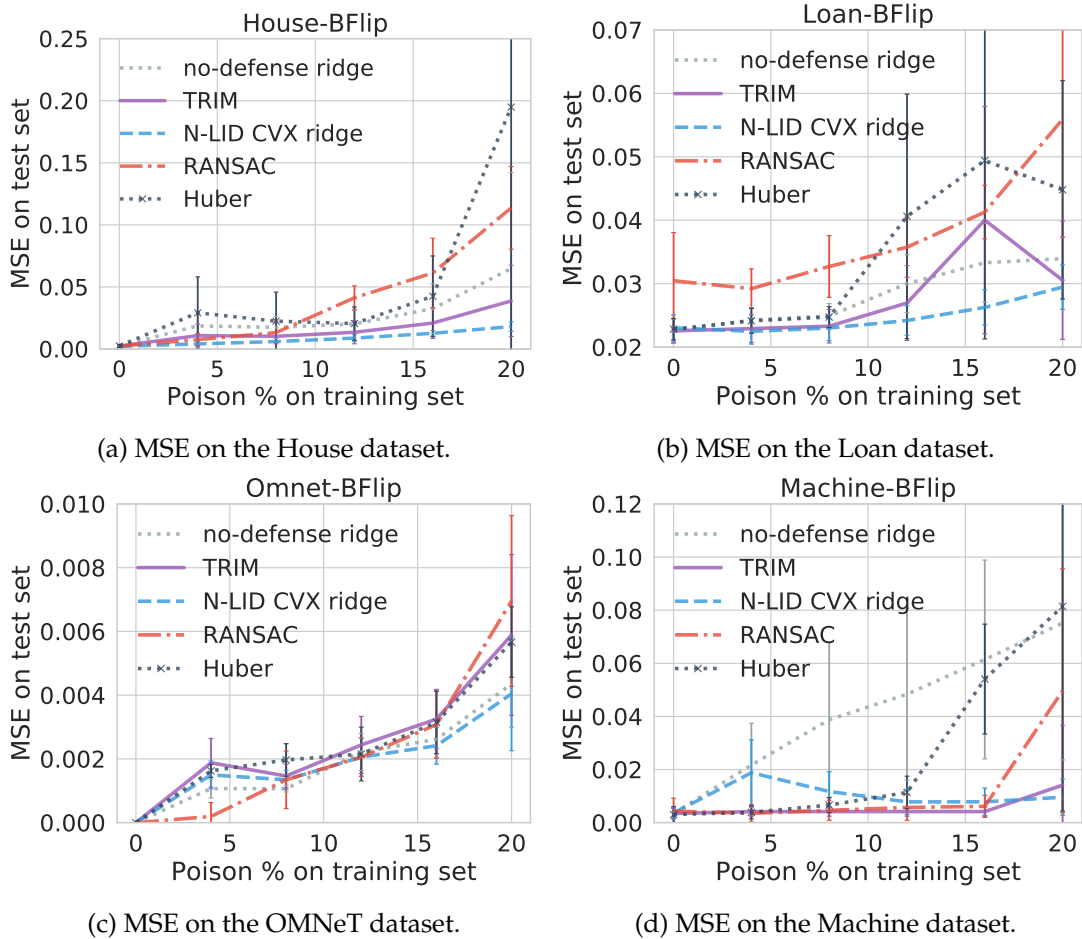 House-BFlip
0.25
0.20
0.15
0.10
0.05
0.00
MSE on test set
no-defense ridge
TRIM
N-LID CVX ridge
RANSAC
Huber
0 5 10 15 20
Poison % on training set
(a) MSE on the House dataset.
Loan-BFlip
0.07
0.06
0.05
0.04
0.03
0.02
MSE on test set
no-defense ridge
TRIM
N-LID CVX ridge
RANSAC
Huber
0 5 10 15 20
Poison % on training set
(b) MSE on the Loan dataset.
Omnet-BFlip
0.010
0.008
0.006
0.004
0.002
0.000
MSE on test set
no-defense ridge
TRIM
N-LID CVX ridge
RANSAC
Huber
0 5 10 15 20
Poison % on training set
(c) MSE on the OMNeT dataset.
Machine-BFlip
0.12
0.10
0.08
0.06
0.04
0.02
0.00
MSE on test set
no-defense ridge
TRIM
N-LID CVX ridge
RANSAC
Huber
0 5 10 15 20
Poison % on training set
(d) MSE on the Machine dataset.